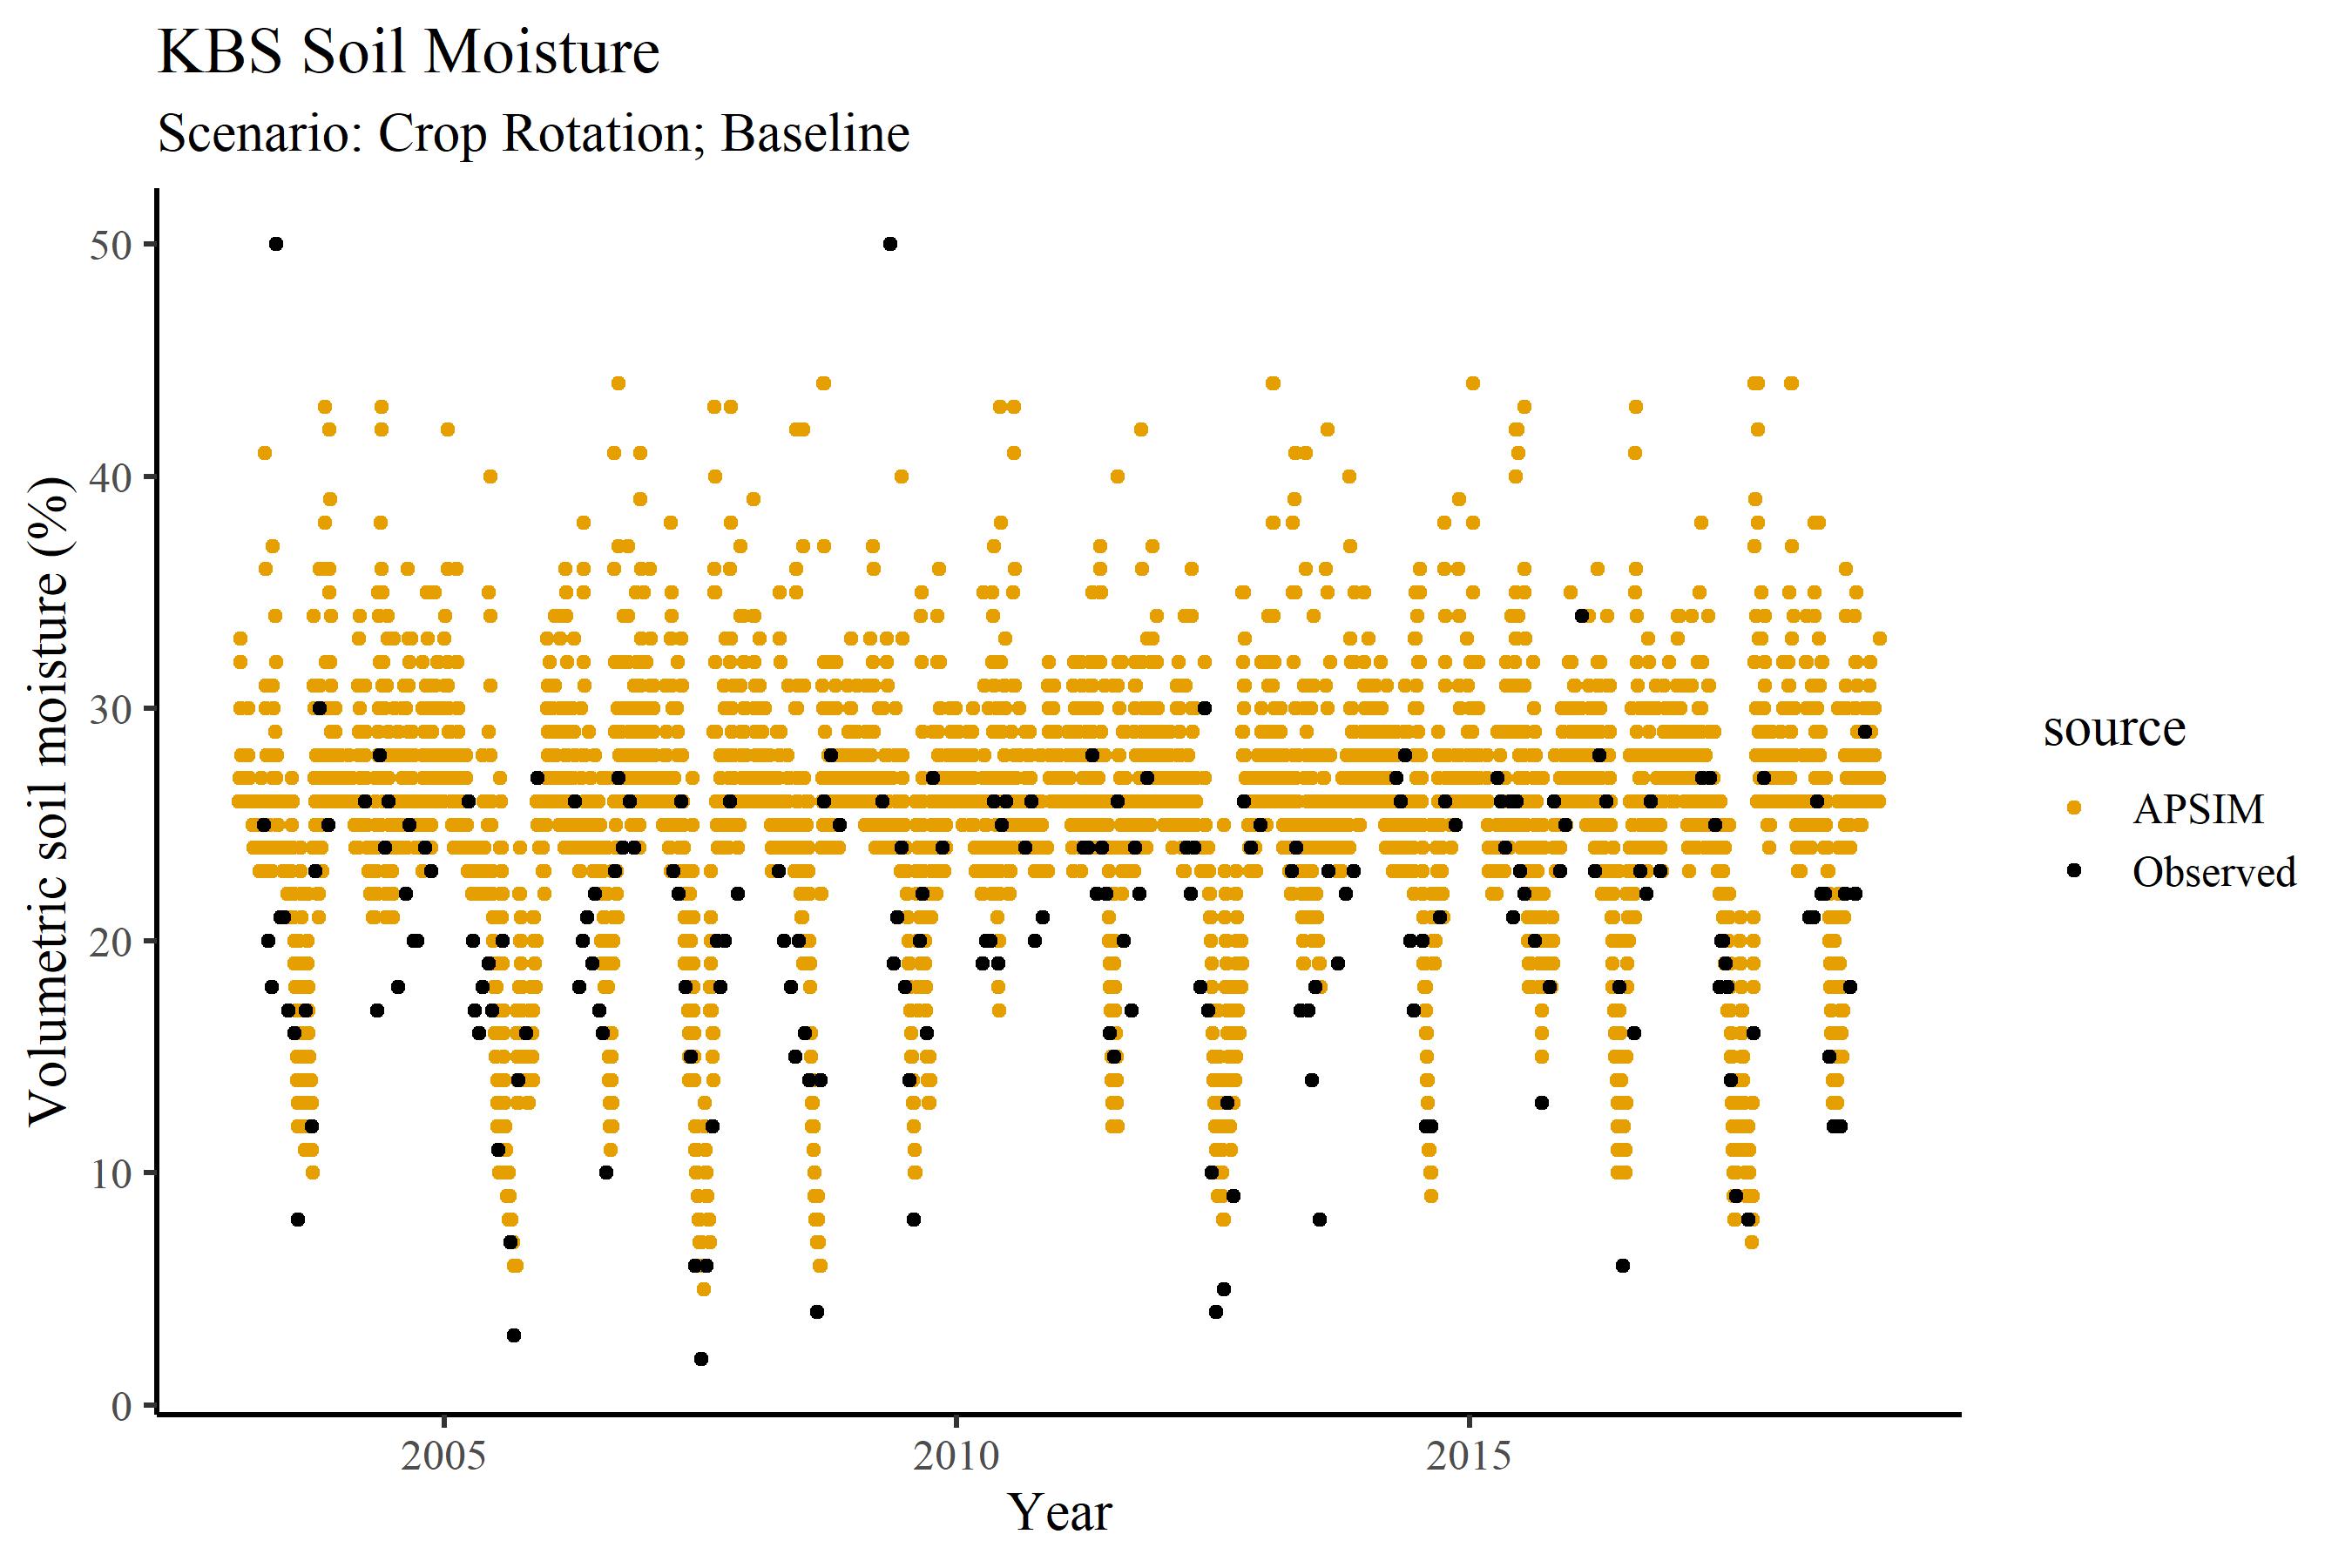 KBS Soil Moisture
Scenario: Crop Rotation; Baseline
Volumetric soil moisture (%)
50
40
30
20
10
0
2005 2010 2015
Year
source
APSIM
Observed